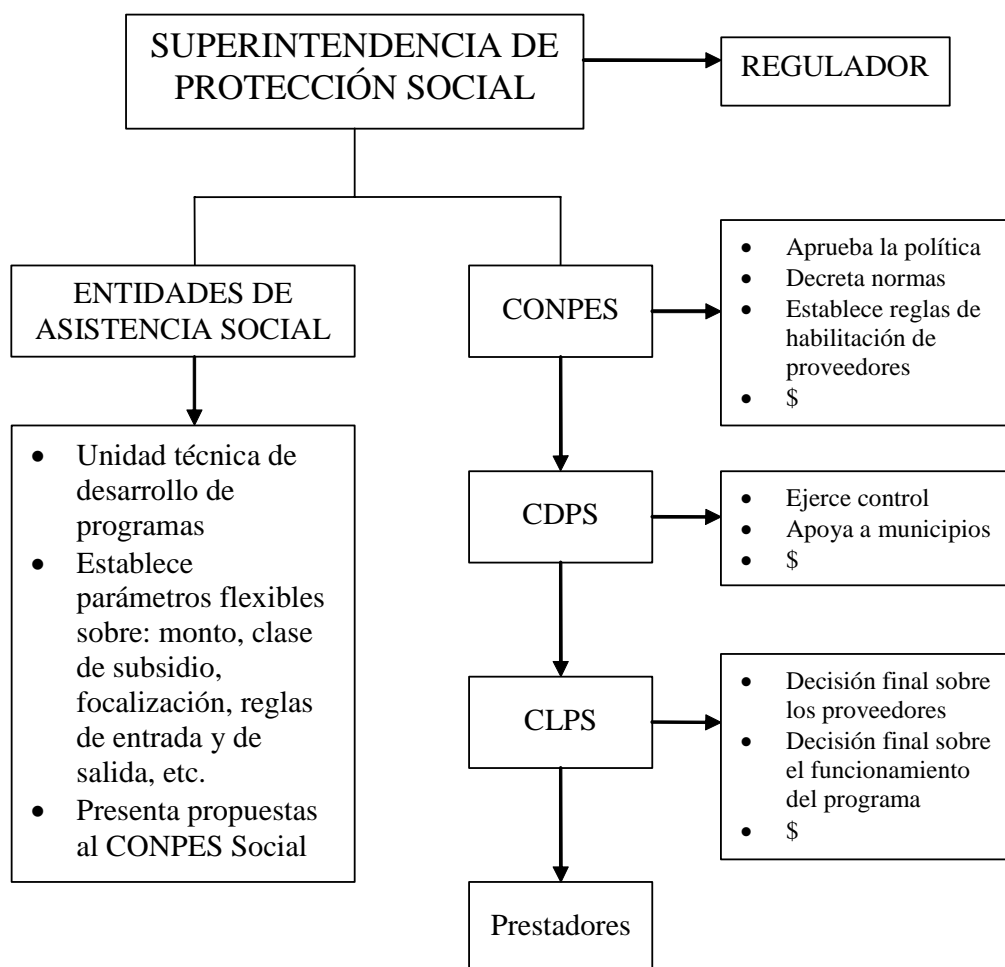 SUPERINTENDENCIA DE
PROTECCIÓN SOCIAL
REGULADOR
ENTIDADES DE
ASISTENCIA SOCIAL
CONPES
• Aprueba la política
• Decreta normas
• Establece reglas de
habilitación de
proveedores
• $
• Unidad técnica de
desarrollo de
programas
• Establece
parámetros flexibles
sobre: monto, clase
de subsidio,
focalización, reglas
de entrada y de
salida, etc.
• Presenta propuestas
al CONPES Social
CDPS
• Ejerce control
• Apoya a municipios
• $
CLPS
• Decisión final sobre
los proveedores
• Decisión final sobre
el funcionamiento
del programa
• $
Prestadores